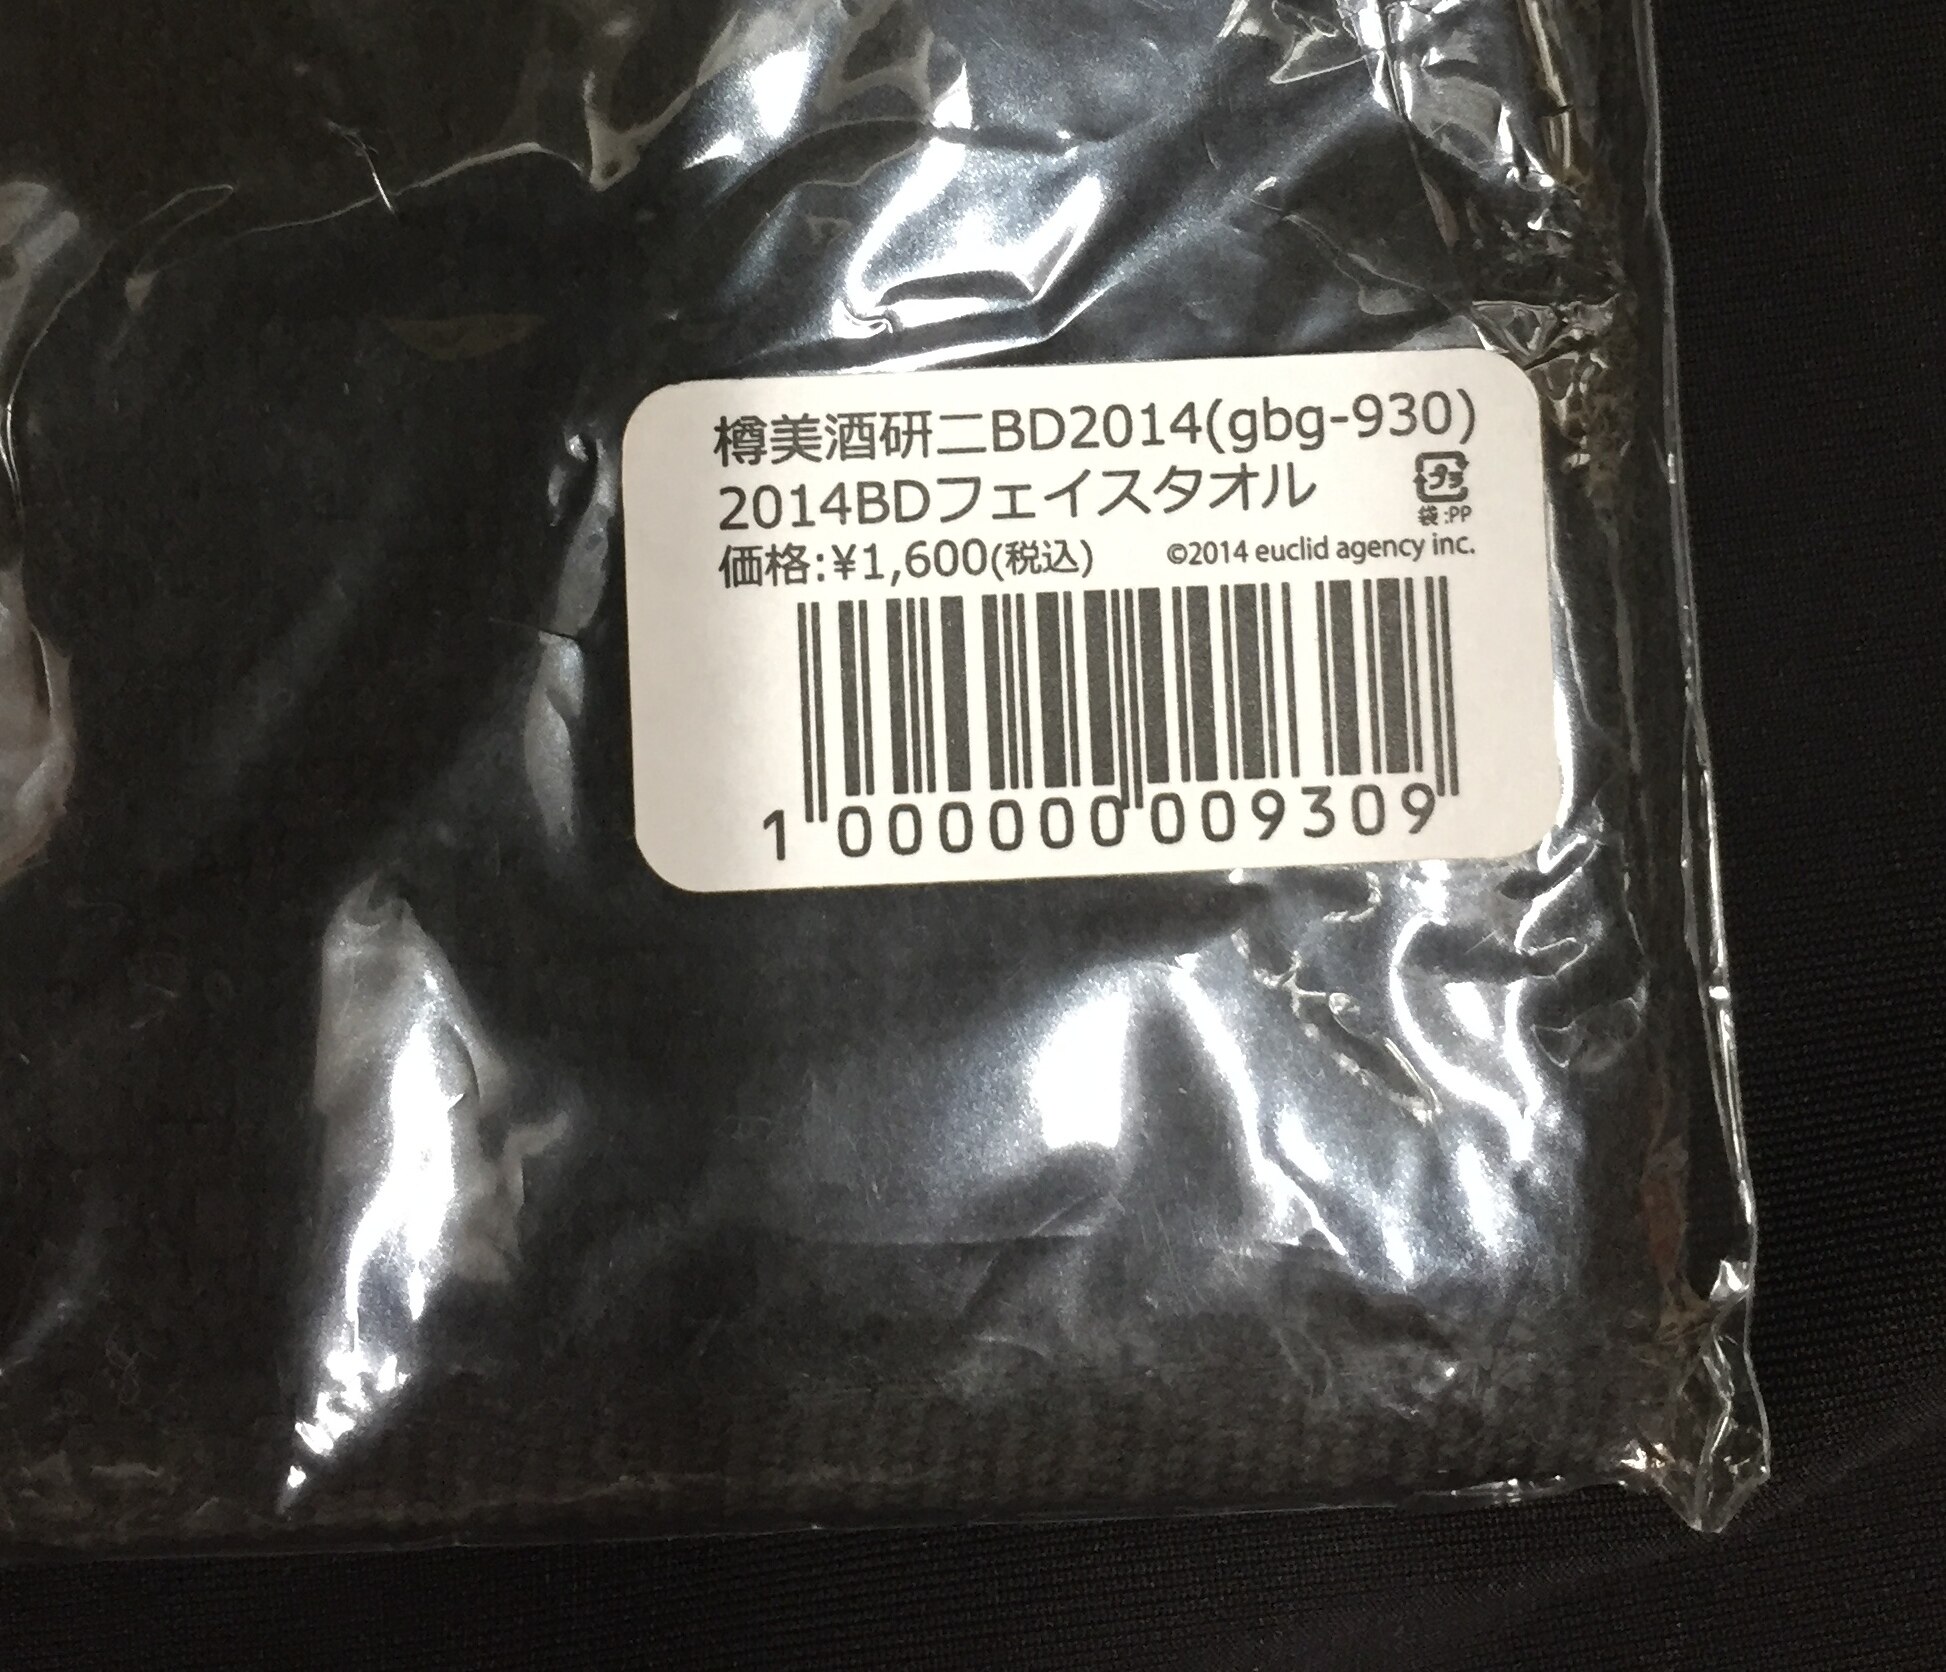 樽美酒研二BD2014(gbg-930)
2014BDフェイスタオル
プラ
袋:PP
価格:¥1,600(税込)
©2014 euclid agency inc.
1 000000 009309